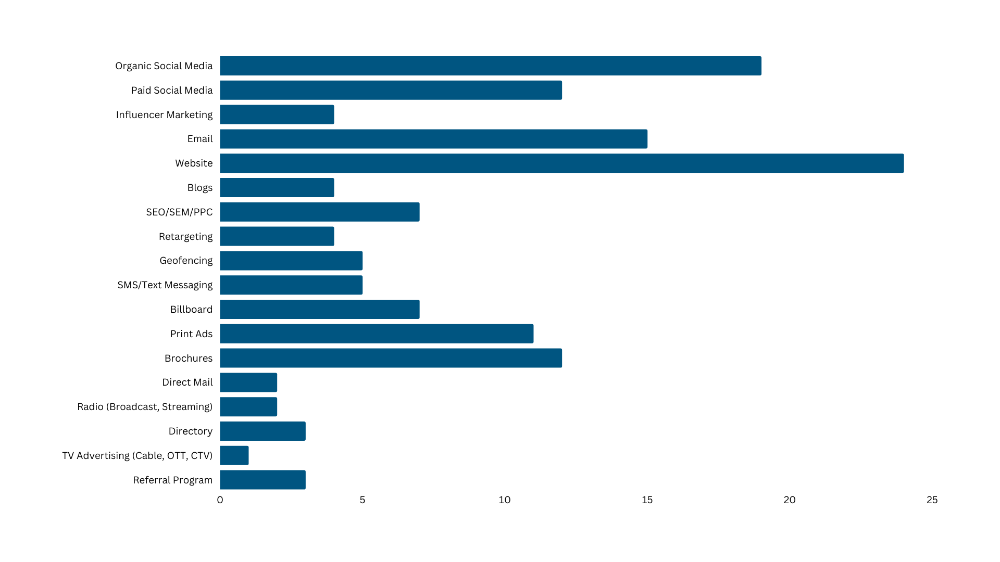 Organic Social Media
Paid Social Media
Influencer Marketing
Email
Website
Blogs
SEO/SEM/PPC
Retargeting
Geofencing
SMS/Text Messaging
Billboard
Print Ads
Brochures
Direct Mail
Radio (Broadcast, Streaming)
Directory
TV Advertising (Cable, OTT, CTV)
Referral Program
0 5 10 15 20 25